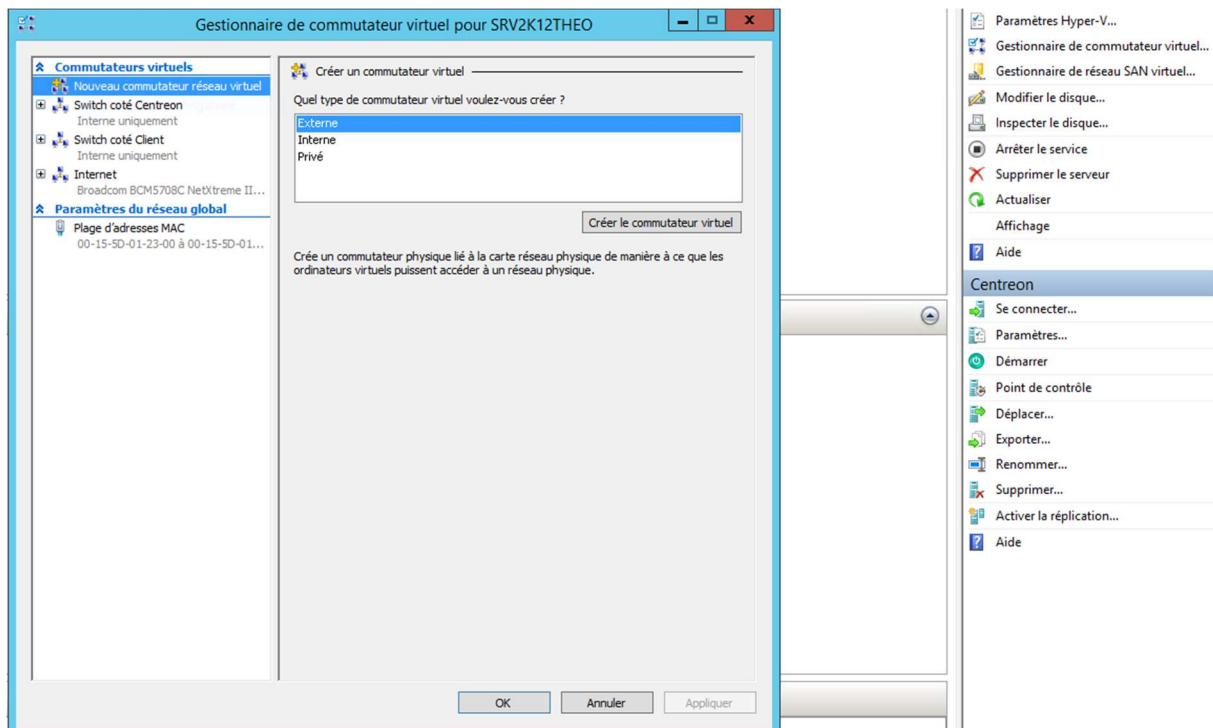 Gestionnaire de commutateur virtuel pour SRV2K12THEO
Commutateurs virtuels
Nouveau commutateur réseau virtuel
Switch coté Centreon
Interne uniquement
Switch coté Client
Interne uniquement
Internet
Broadcom BCM5708C NetXtreme II...
Paramètres du réseau global
Plage d'adresses MAC
00-15-5D-01-23-00 à 00-15-5D-01...
Créer un commutateur virtuel
Quel type de commutateur virtuel voulez-vous créer ?
Externe
Interne
Privé
Créer le commutateur virtuel
Crée un commutateur physique lié à la carte réseau physique de manière à ce que les
ordinateurs virtuels puissent accéder à un réseau physique.
OK
Annuler
Appliquer
Paramètres Hyper-V...
Gestionnaire de commutateur virtuel...
Gestionnaire de réseau SAN virtuel...
Modifier le disque...
Inspecter le disque...
Arrêter le service
Supprimer le serveur
Actualiser
Affichage
Aide
Centreon
Se connecter...
Paramètres...
Démarrer
Point de contrôle
Déplacer...
Exporter...
Renommer...
Supprimer...
Activer la réplication...
Aide